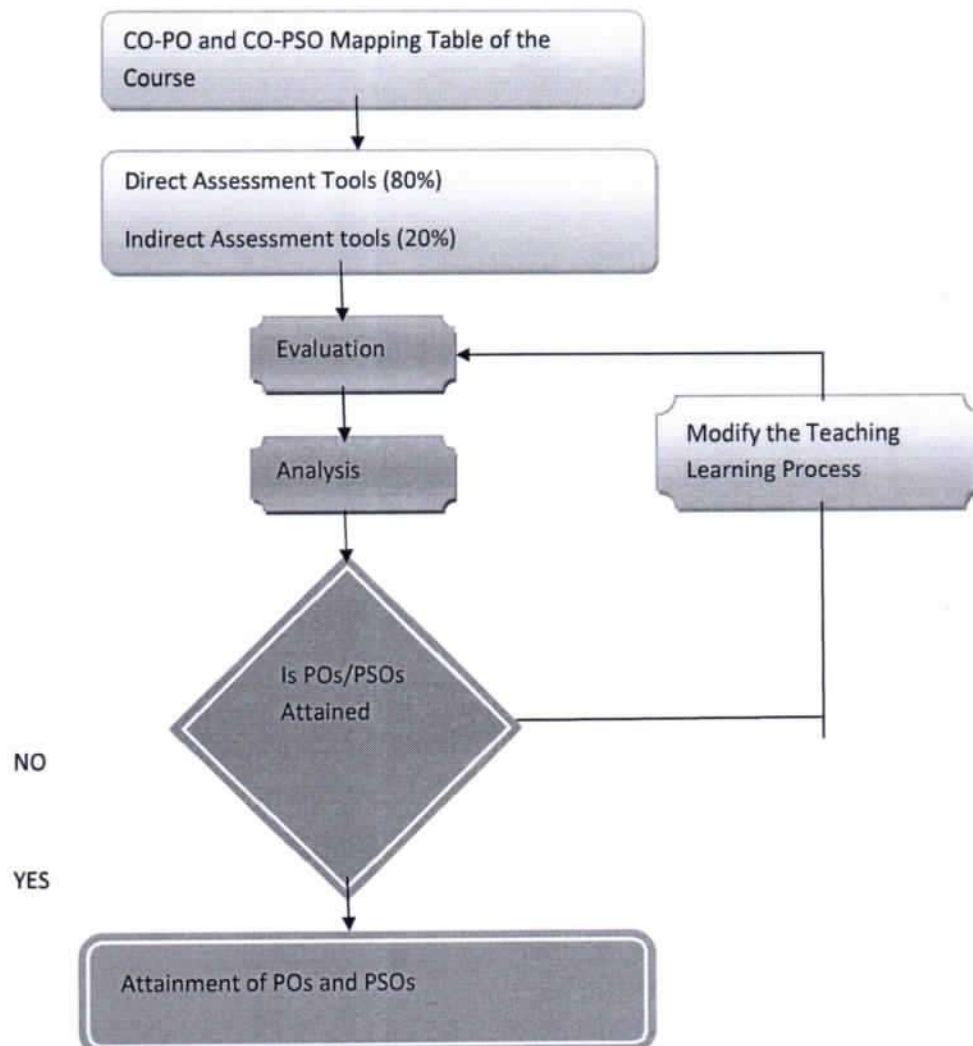 CO-PO and CO-PSO Mapping Table of the
Course
Direct Assessment Tools (80%)
Indirect Assessment tools (20%)
Evaluation
Modify the Teaching
Learning Process
Analysis
Is POs/PSOs
Attained
NO
YES
Attainment of POs and PSOs